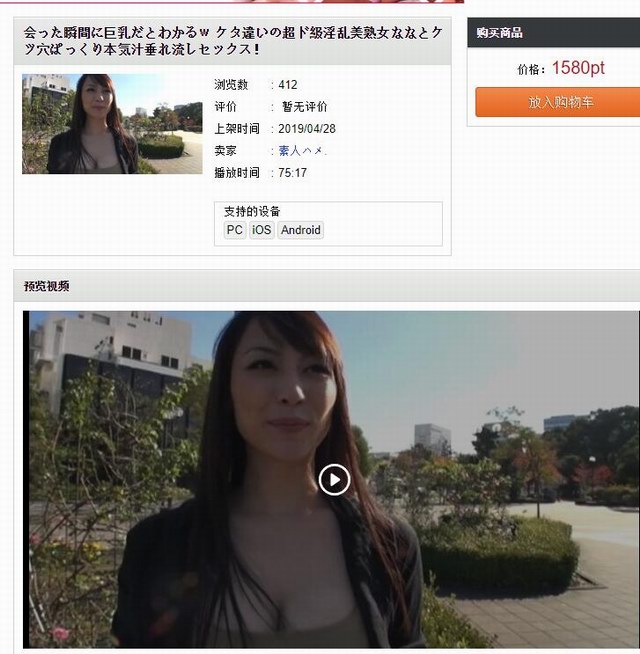 会った瞬間に巨乳だとわかるｗ ケタ違いの超ド級淫乱美熟女ななとケ
ツ穴ぱっくり本気汁垂れ流しセックス！
浏览数 : 412
评价 : 暂无评价
上架时间 : 2019/04/28
卖家 : 素人ハメ.
播放时间 : 75:17
支持的设备
PC iOS Android
购买商品
价格：1580pt
放入购物车
预览视频